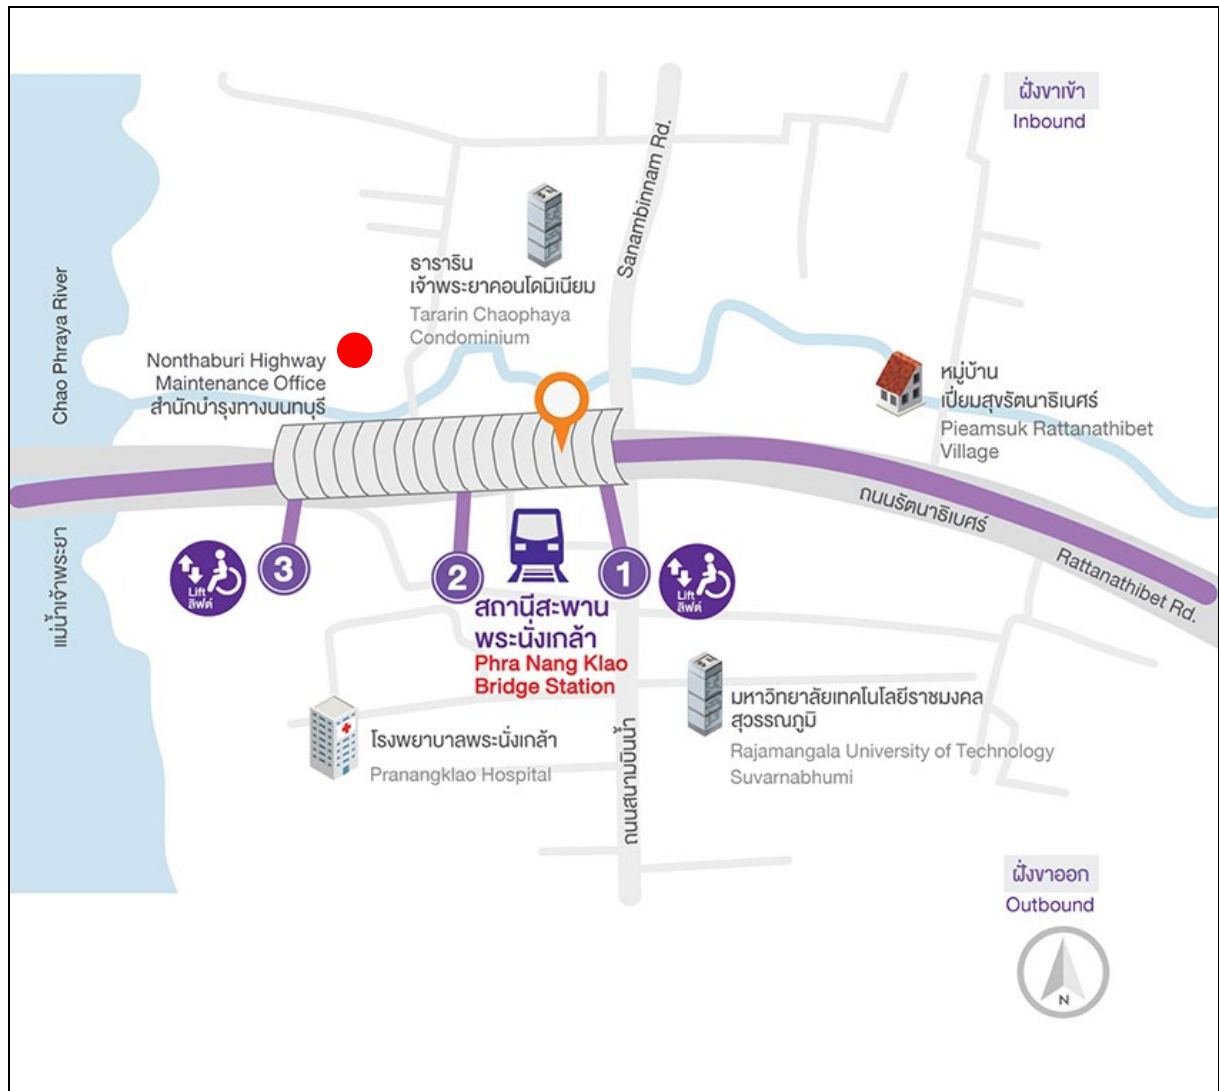 ฝั่งขาเข้า
Inbound
Sanambinnam Rd.
ธาราริน
เจ้าพระยาคอนโดมิเนียม
Tararin Chaophaya
Condominium
Chao Phraya River
Nonthaburi Highway
Maintenance Office
สำนักบำรุงทางนนทบุรี
หมู่บ้าน
เปี่ยมสุขรัตนาธิเบศร์
Pieamsuk Rattanathibet
Village
ถนนรัตนาธิเบศร์
Rattanathibet Rd.
แม่น้ำเจ้าพระยา
Lift
ลิฟต์
3
2
1
Lift
ลิฟต์
สถานีสะพาน
พระนั่งเกล้า
Phra Nang Klao
Bridge Station
มหาวิทยาลัยเทคโนโลยีราชมงคล
สุวรรณภูมิ
Rajamangala University of Technology
Suvarnabhumi
โรงพยาบาลพระนั่งเกล้า
Pranangklao Hospital
ถนนสนามบินน้ำ
ฝั่งขาออก
Outbound
N